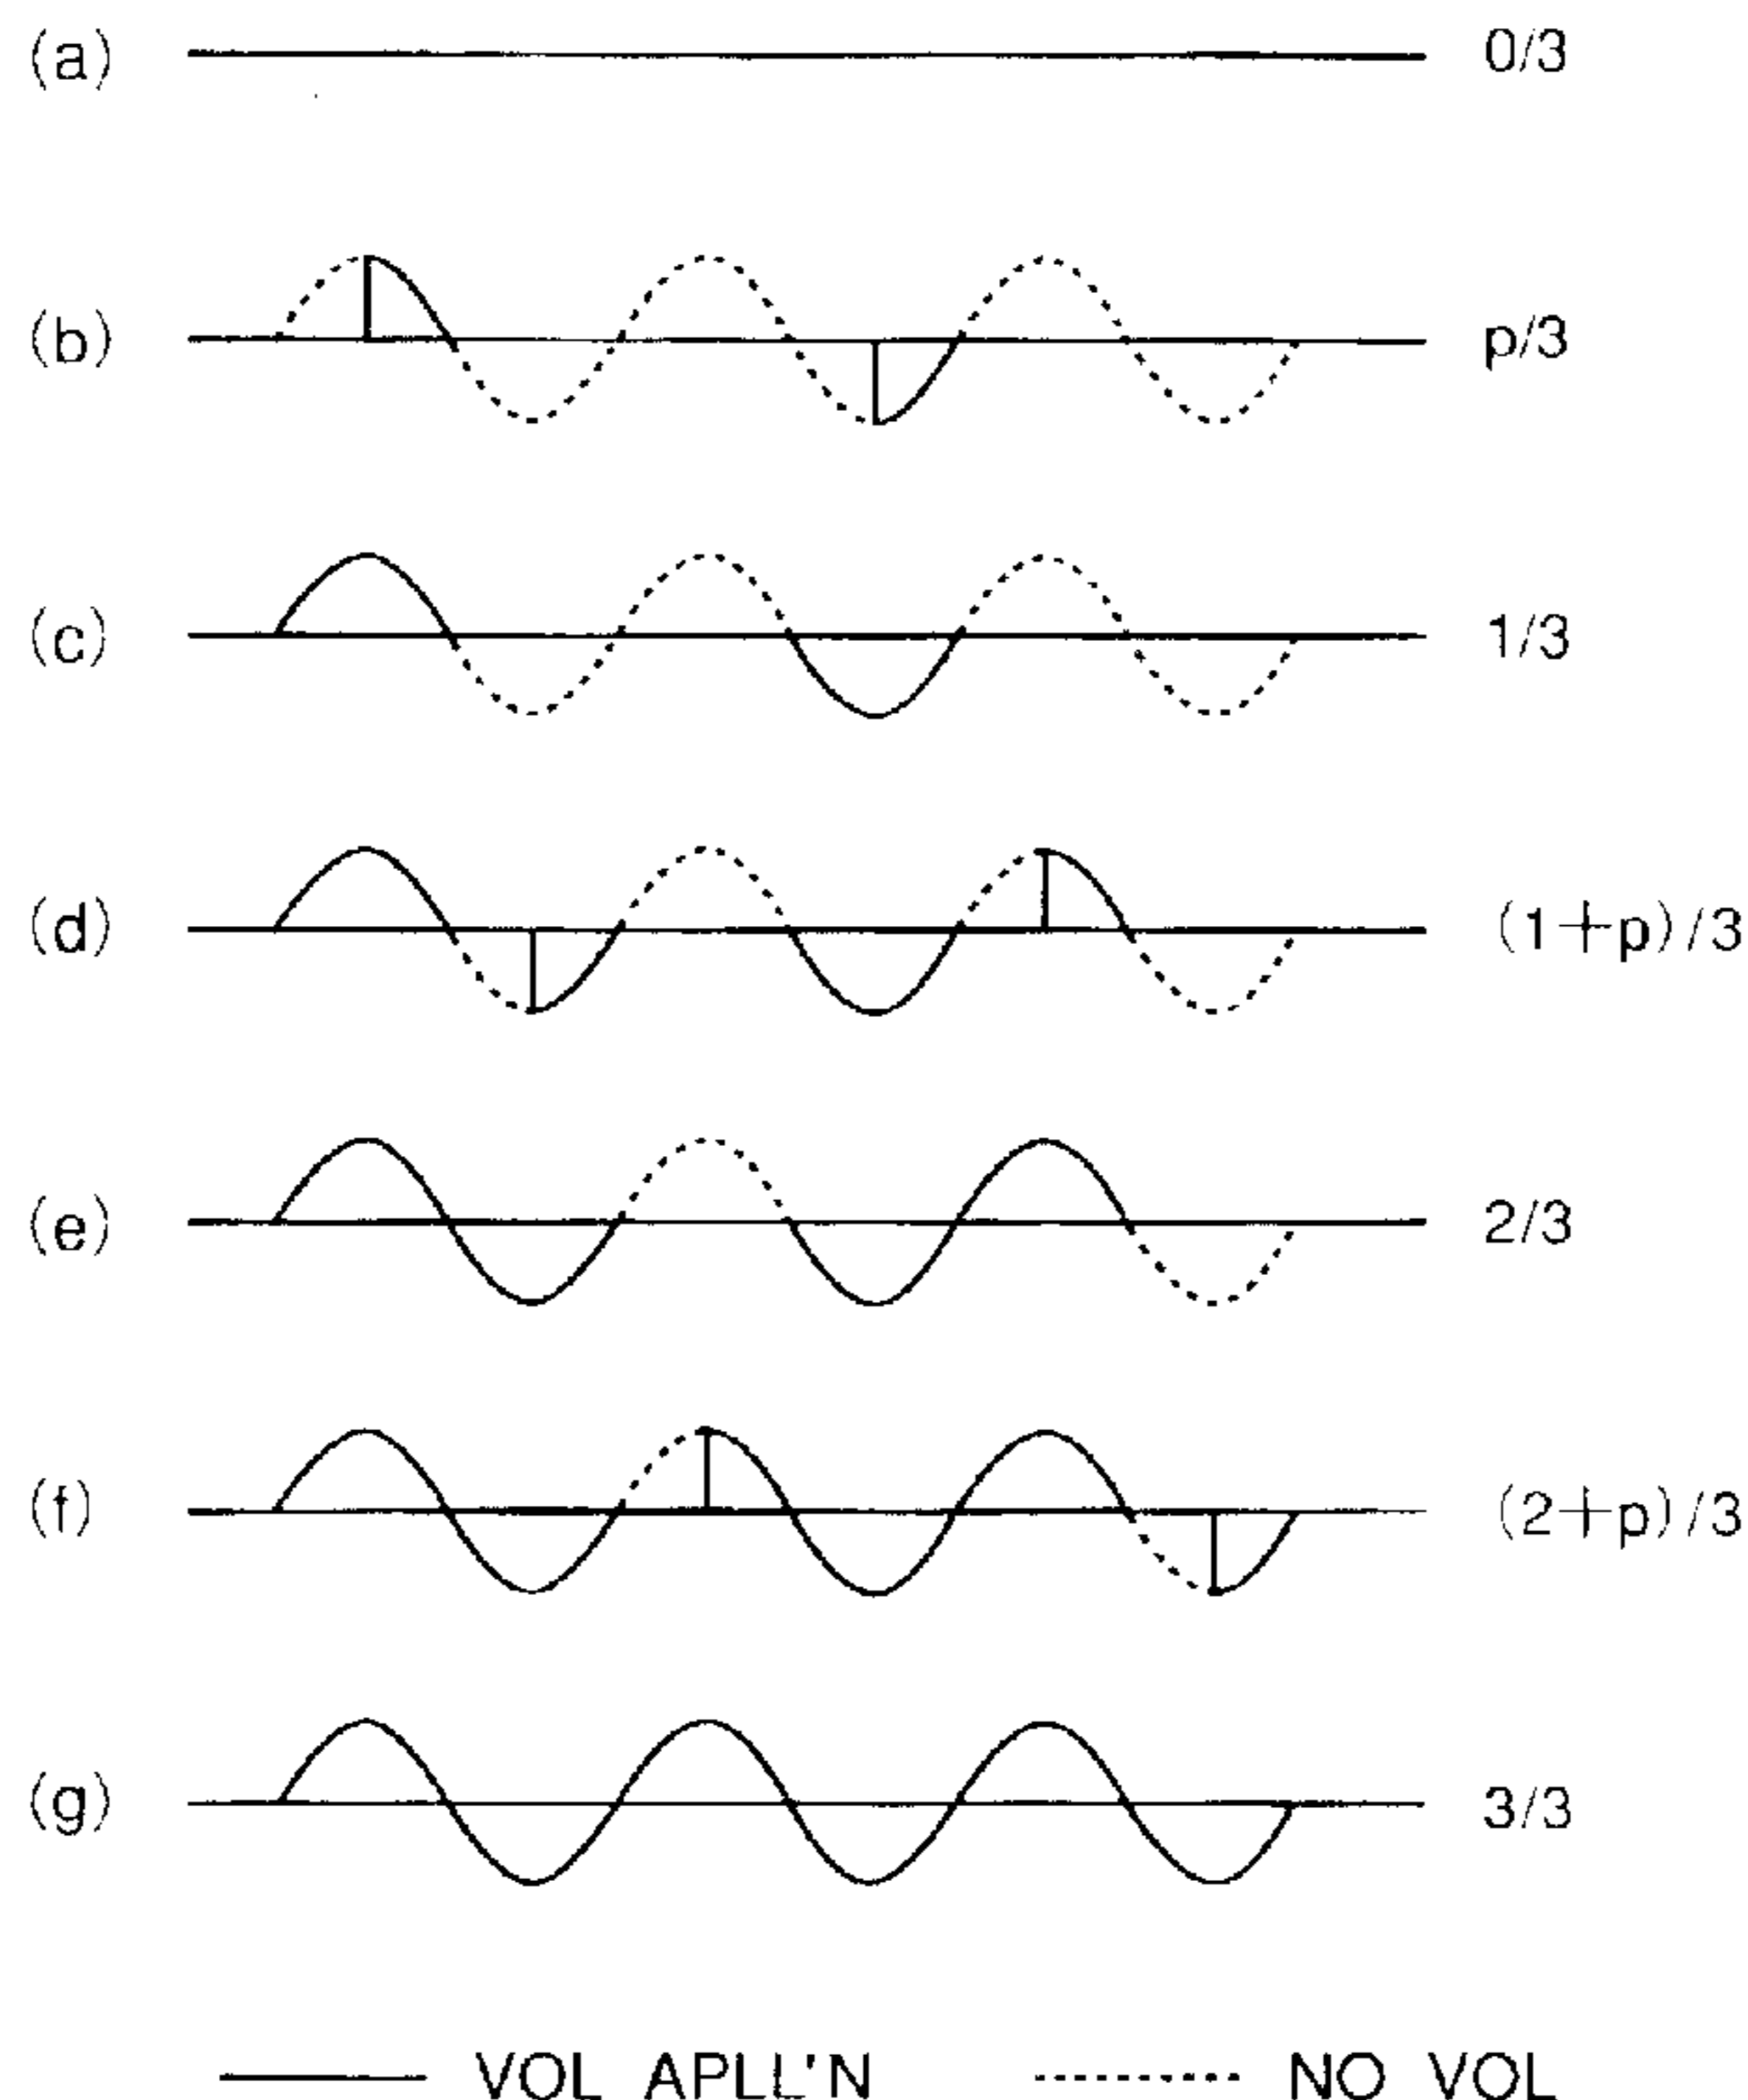 (a) 0/3
(b) p/3
(c) 1/3
(d) (1+p)/3
(e) 2/3
(f) (2+p)/3
(g) 3/3
VOL APLL'N NO VOL